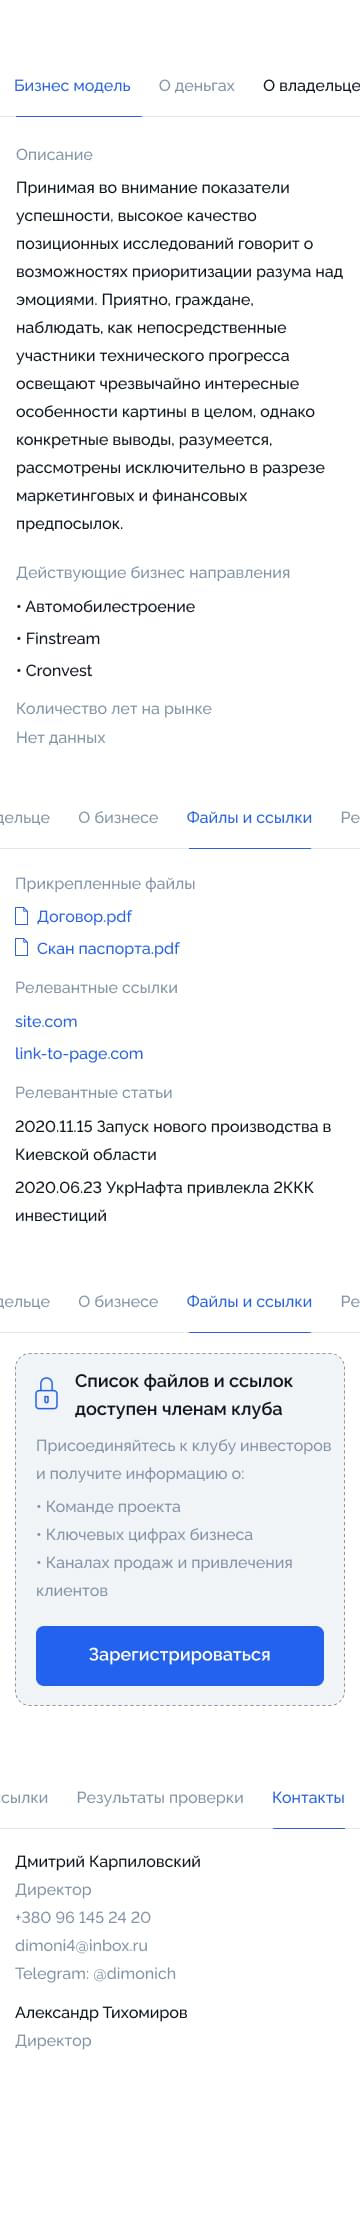 Бизнес модель О деньгах О владельце
Описание
Принимая во внимание показатели
успешности, высокое качество
позиционных исследований говорит о
возможностях приоритизации разума над
эмоциями. Приятно, граждане,
наблюдать, как непосредственные
участники технического прогресса
освещают чрезвычайно интересные
особенности картины в целом, однако
конкретные выводы, разумеется,
рассмотрены исключительно в разрезе
маркетинговых и финансовых
предпосылок.
Действующие бизнес направления
• Автомобилестроение
• Finstream
• Cronvest
Количество лет на рынке
Нет данных
дельце О бизнесе Файлы и ссылки Ре
Прикрепленные файлы
Договор.pdf
Скан паспорта.pdf
Релевантные ссылки
site.com
link-to-page.com
Релевантные статьи
2020.11.15 Запуск нового производства в
Киевской области
2020.06.23 УкрНафта привлекла 2ККК
инвестиций
дельце О бизнесе Файлы и ссылки Ре
Список файлов и ссылок
доступен членам клуба
Присоединяйтесь к клубу инвесторов
и получите информацию о:
• Команде проекта
• Ключевых цифрах бизнеса
• Каналах продаж и привлечения
клиентов
Зарегистрироваться
сылки Результаты проверки Контакты
Дмитрий Карпиловский
Директор
+380 96 145 24 20
dimoni4@inbox.ru
Telegram: @dimonich
Александр Тихомиров
Директор